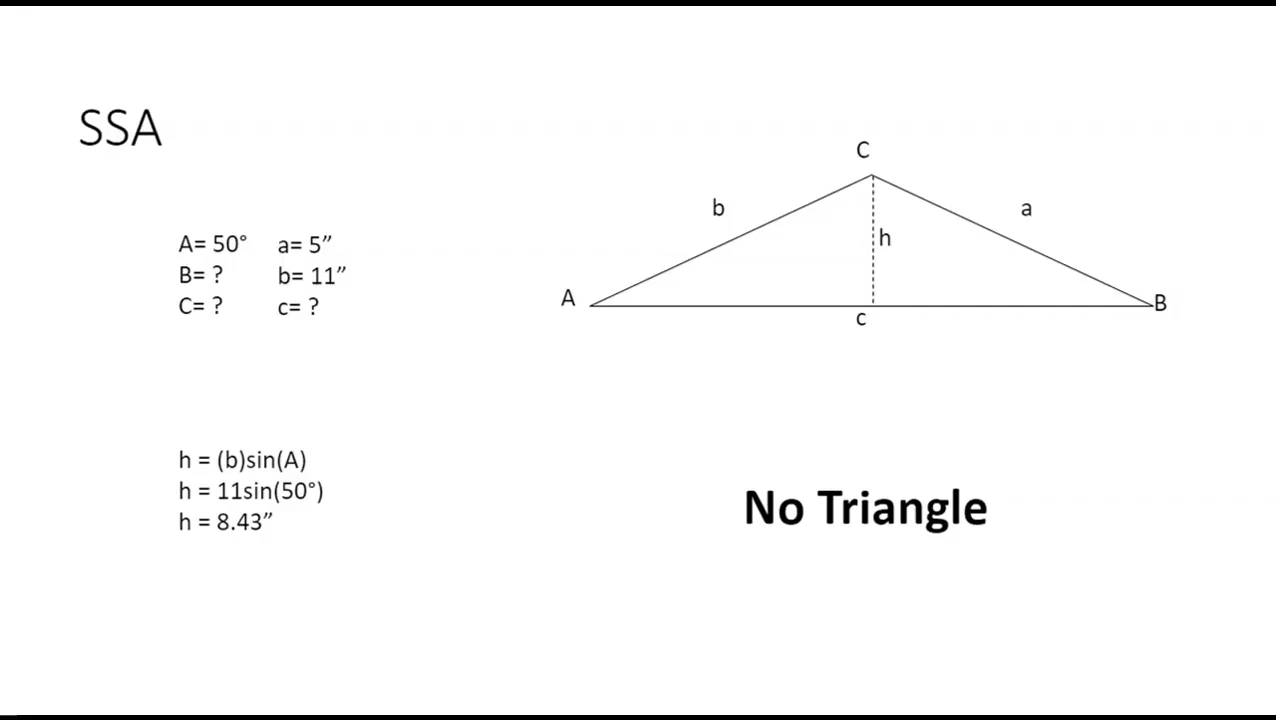 SSA
A= 50° a= 5”
B= ? b= 11”
C= ? c= ?
h = (b)sin(A)
h = 11sin(50°)
h = 8.43”
C
b
a
h
A
B
c
No Triangle